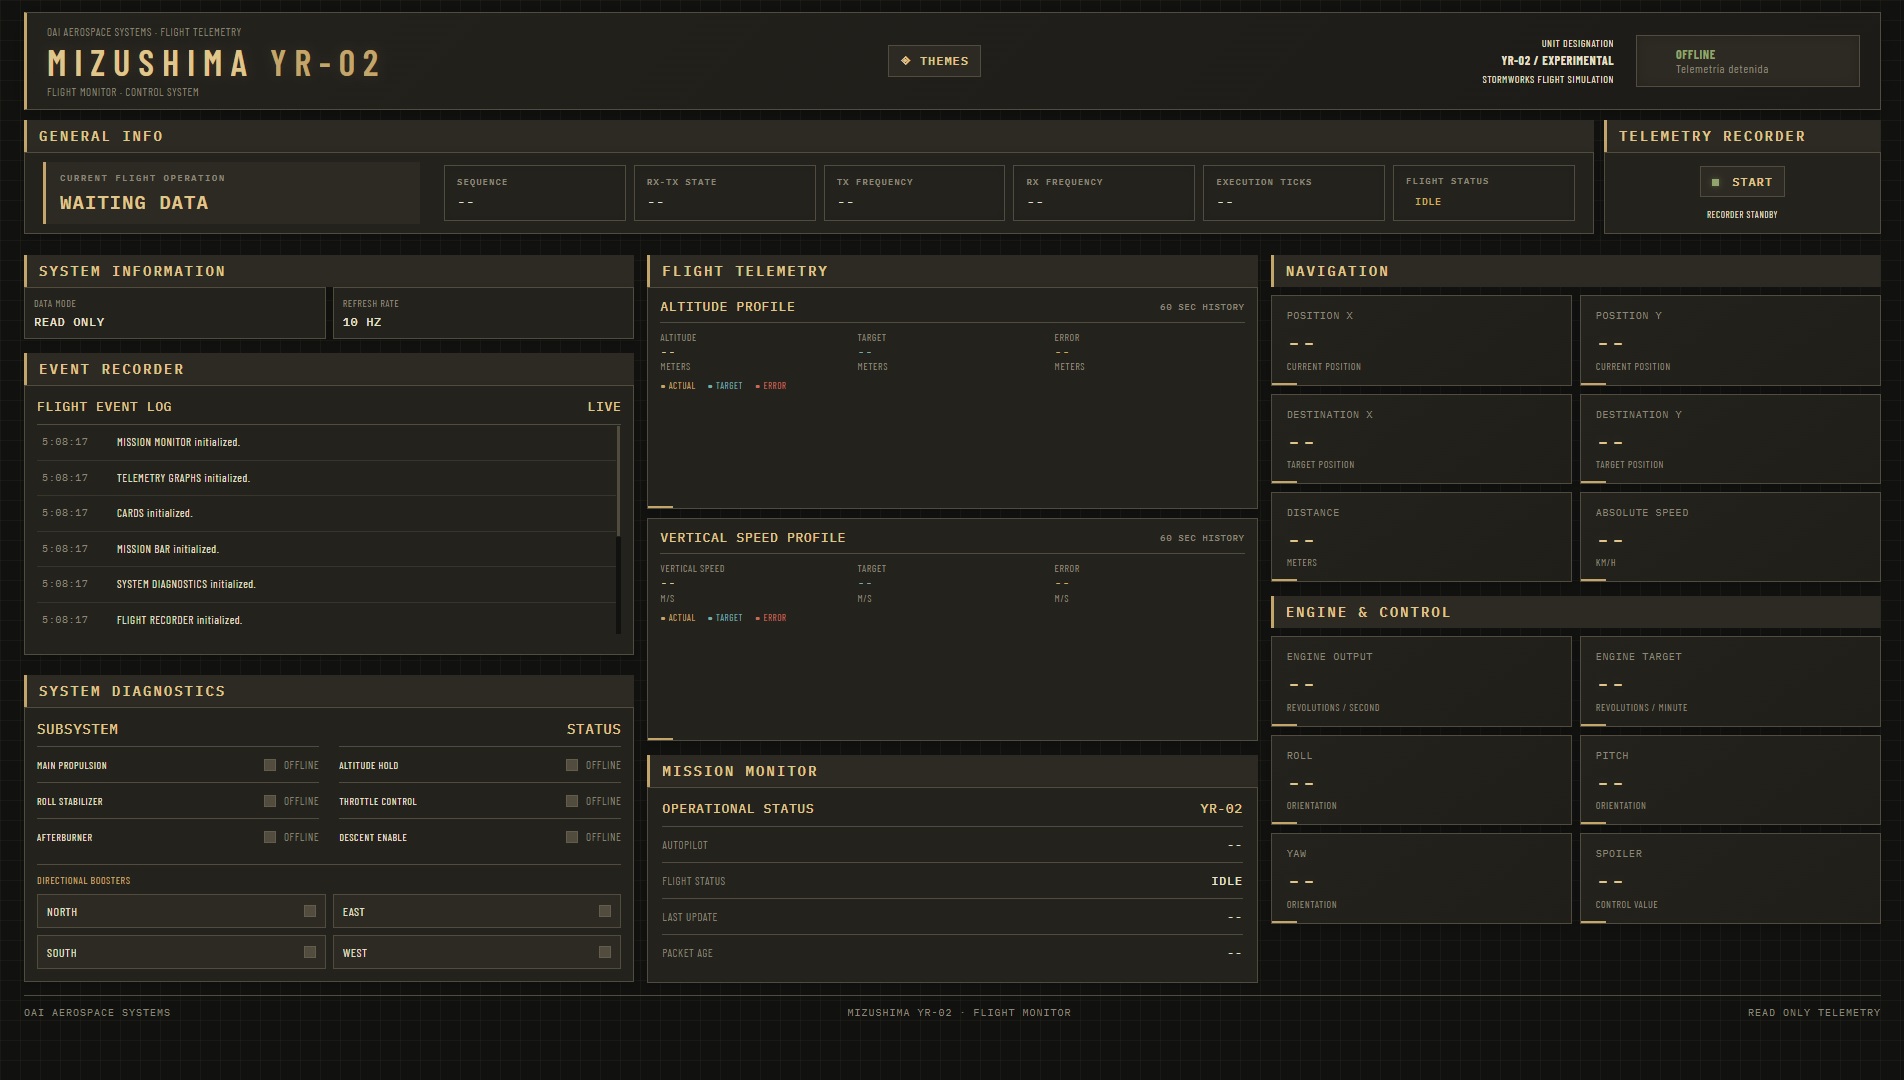 OAI AEROSPACE SYSTEMS · FLIGHT TELEMETRY
MIZUSHIMA YR-02
FLIGHT MONITOR · CONTROL SYSTEM
◈ THEMES
UNIT DESIGNATION
YR-02 / EXPERIMENTAL
STORMWORKS FLIGHT SIMULATION
OFFLINE
Telemetria detenida
GENERAL INFO
CURRENT FLIGHT OPERATION
WAITING DATA
SEQUENCE
--
RX-TX STATE
--
TX FREQUENCY
--
RX FREQUENCY
--
EXECUTION TICKS
--
FLIGHT STATUS
IDLE
TELEMETRY RECORDER
START
RECORDER STANDBY
SYSTEM INFORMATION
DATA MODE
READ ONLY
REFRESH RATE
10 HZ
EVENT RECORDER
FLIGHT EVENT LOG LIVE
5:08:17 MISSION MONITOR initialized.
5:08:17 TELEMETRY GRAPHS initialized.
5:08:17 CARDS initialized.
5:08:17 MISSION BAR initialized.
5:08:17 SYSTEM DIAGNOSTICS initialized.
5:08:17 FLIGHT RECORDER initialized.
SYSTEM DIAGNOSTICS
SUBSYSTEM STATUS
MAIN PROPULSION OFFLINE ALTITUDE HOLD OFFLINE
ROLL STABILIZER OFFLINE THROTTLE CONTROL OFFLINE
AFTERBURNER OFFLINE DESCENT ENABLE OFFLINE
DIRECTIONAL BOOSTERS
NORTH EAST
SOUTH WEST
FLIGHT TELEMETRY
ALTITUDE PROFILE 60 SEC HISTORY
ALTITUDE TARGET ERROR
-- -- --
METERS METERS METERS
ACTUAL TARGET ERROR
VERTICAL SPEED PROFILE 60 SEC HISTORY
VERTICAL SPEED TARGET ERROR
-- -- --
M/S M/S M/S
ACTUAL TARGET ERROR
MISSION MONITOR
OPERATIONAL STATUS YR-02
AUTOPILOT --
FLIGHT STATUS IDLE
LAST UPDATE --
PACKET AGE --
NAVIGATION
POSITION X
--
CURRENT POSITION
POSITION Y
--
CURRENT POSITION
DESTINATION X
--
TARGET POSITION
DESTINATION Y
--
TARGET POSITION
DISTANCE
--
METERS
ABSOLUTE SPEED
--
KM/H
ENGINE & CONTROL
ENGINE OUTPUT
--
REVOLUTIONS / SECOND
ENGINE TARGET
--
REVOLUTIONS / MINUTE
ROLL
--
ORIENTATION
PITCH
--
ORIENTATION
YAW
--
ORIENTATION
SPOILER
--
CONTROL VALUE
OAI AEROSPACE SYSTEMS MIZUSHIMA YR-02 · FLIGHT MONITOR READ ONLY TELEMETRY